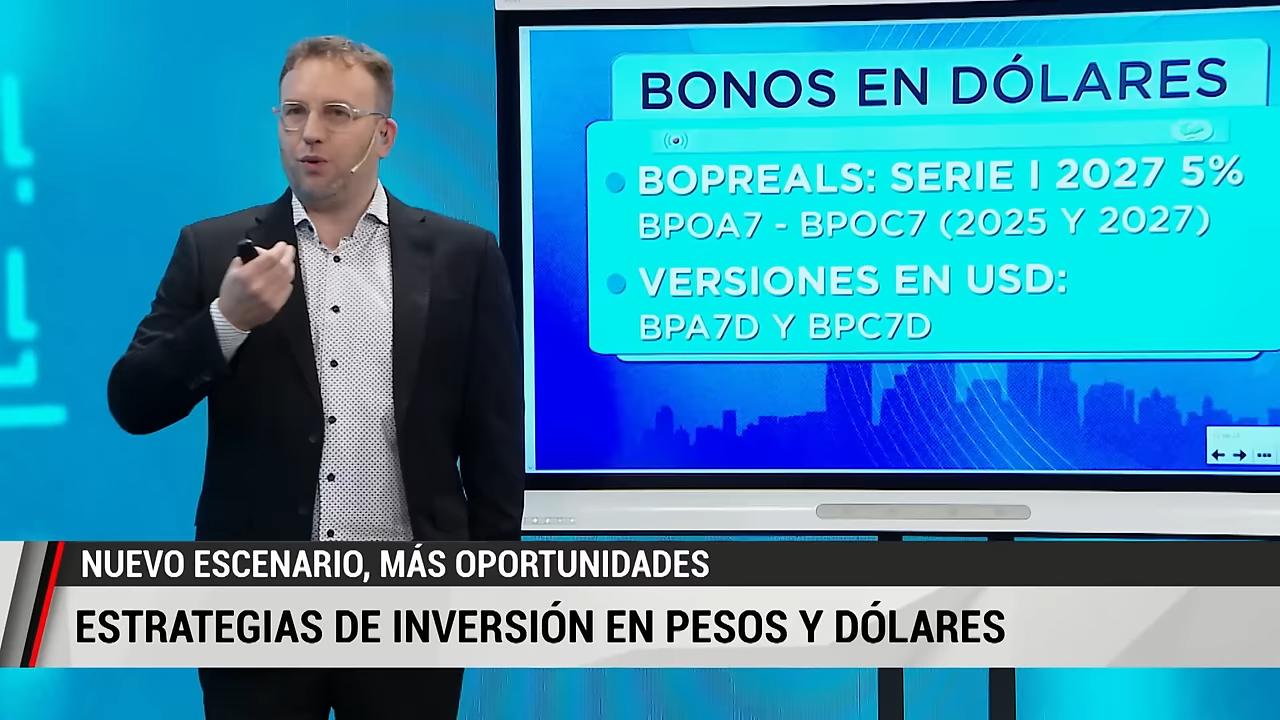 BONOS EN DÓLARES
BOPREALS: SERIE I 2027 5%
BPOA7 - BPOC7 (2025 Y 2027)
VERSIONES EN USD:
BPA7D Y BPC7D
NUEVO ESCENARIO, MÁS OPORTUNIDADES
ESTRATEGIAS DE INVERSIÓN EN PESOS Y DÓLARES